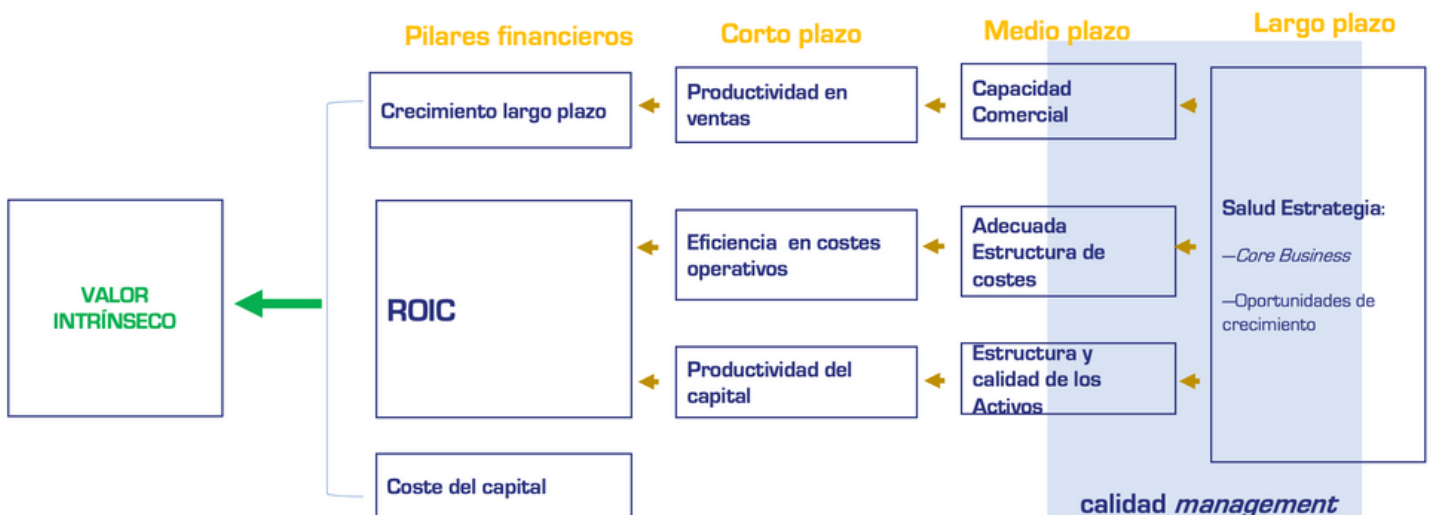 Pilares financieros
Corto plazo
Medio plazo
Largo plazo
Crecimiento largo plazo
Productividad en
ventas
Capacidad
Comercial
VALOR
INTRÍNSECO
ROIC
Eficiencia en costes
operativos
Adecuada
Estructura de
costes
Salud Estrategia:
—Core Business
—Oportunidades de
crecimiento
Productividad del
capital
Estructura y
calidad de los
Activos
Coste del capital
calidad management